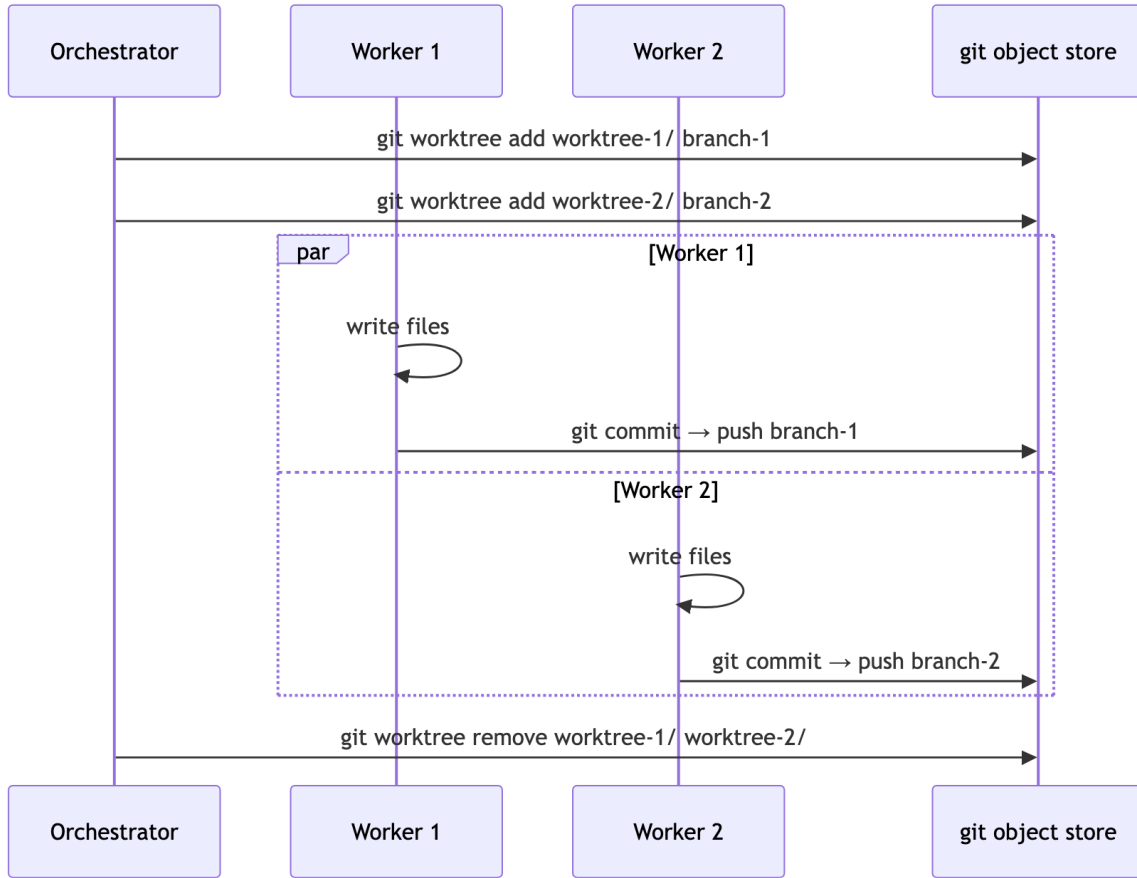 Orchestrator
Worker 1
Worker 2
git object store
git worktree add worktree-1/ branch-1
git worktree add worktree-2/ branch-2
par
[Worker 1]
write files
git commit → push branch-1
[Worker 2]
write files
git commit → push branch-2
git worktree remove worktree-1/ worktree-2/
Orchestrator
Worker 1
Worker 2
git object store